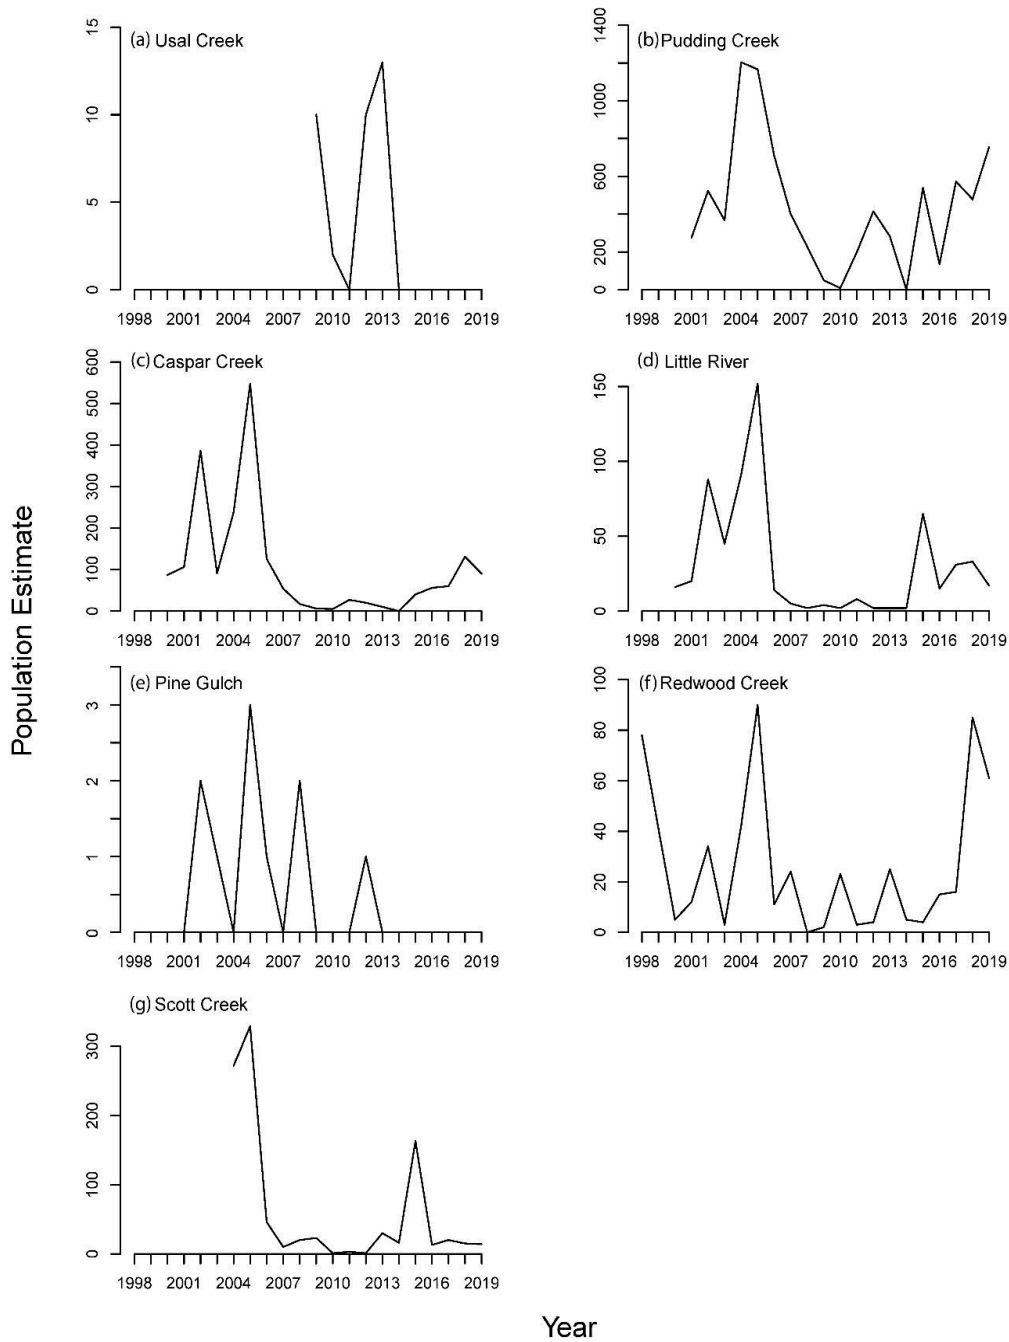 (a) Usal Creek
15
10
5
0
1998 2001 2004 2007 2010 2013 2016 2019
(b) Pudding Creek
1400
1000
600
200
0
1998 2001 2004 2007 2010 2013 2016 2019
(c) Caspar Creek
600
500
400
300
200
100
0
1998 2001 2004 2007 2010 2013 2016 2019
(d) Little River
150
100
50
0
1998 2001 2004 2007 2010 2013 2016 2019
(e) Pine Gulch
3
2
1
0
1998 2001 2004 2007 2010 2013 2016 2019
(f) Redwood Creek
100
80
60
40
20
0
1998 2001 2004 2007 2010 2013 2016 2019
(g) Scott Creek
300
200
100
0
1998 2001 2004 2007 2010 2013 2016 2019
Population Estimate
Year